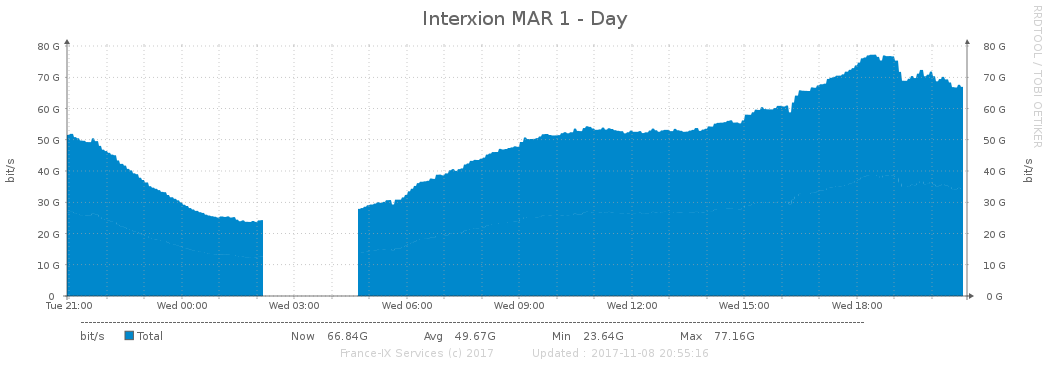 Interxion MAR 1 - Day
RRDTOOL / TOBI OETIKER
80 G 80 G
70 G 70 G
60 G 60 G
50 G 50 G
40 G 40 G
30 G 30 G
20 G 20 G
10 G 10 G
0 0 G
bit/s
bit/s
Tue 21:00 Wed 00:00 Wed 03:00 Wed 06:00 Wed 09:00 Wed 12:00 Wed 15:00 Wed 18:00
bit/s Total Now 66.84G Avg 49.67G Min 23.64G Max 77.16G
France-IX Services (c) 2017 Updated : 2017-11-08 20:55:16